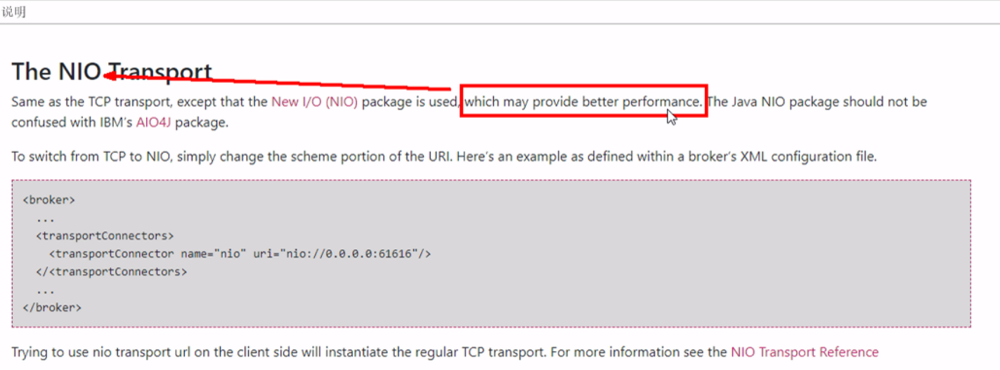 说明
The NIO Transport
Same as the TCP transport, except that the New I/O (NIO) package is used, which may provide better performance. The Java NIO package should not be
confused with IBM's AIO4J package.
To switch from TCP to NIO, simply change the scheme portion of the URI. Here's an example as defined within a broker's XML configuration file.
<broker>
...
<transportConnectors>
<transportConnector name="nio" uri="nio://0.0.0.0:61616"/>
</<transportConnectors>
...
</broker>
Trying to use nio transport url on the client side will instantiate the regular TCP transport. For more information see the NIO Transport Reference